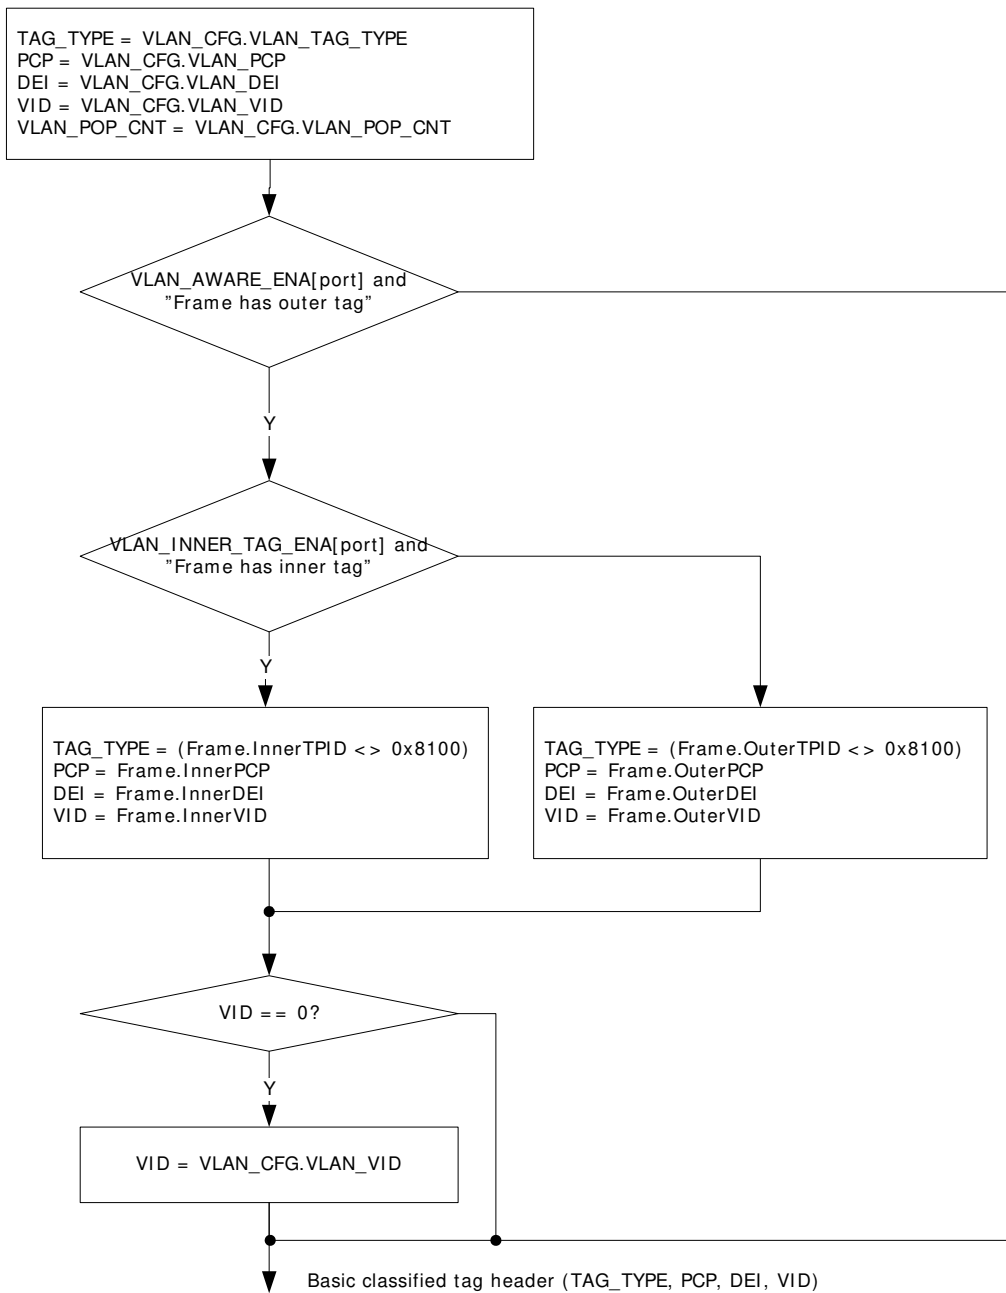 TAG_TYPE = VLAN_CFG.VLAN_TAG_TYPE
PCP = VLAN_CFG.VLAN_PCP
DEI = VLAN_CFG.VLAN_DEI
VID = VLAN_CFG.VLAN_VID
VLAN_POP_CNT = VLAN_CFG.VLAN_POP_CNT
VLAN_AWARE_ENA[port] and
”Frame has outer tag”
Y
VLAN_INNER_TAG_ENA[port] and
”Frame has inner tag”
Y
TAG_TYPE = (Frame.InnerTPID <> 0x8100)
PCP = Frame.InnerPCP
DEI = Frame.InnerDEI
VID = Frame.InnerVID
TAG_TYPE = (Frame.OuterTPID <> 0x8100)
PCP = Frame.OuterPCP
DEI = Frame.OuterDEI
VID = Frame.OuterVID
VID == 0?
Y
VID = VLAN_CFG.VLAN_VID
Basic classified tag header (TAG_TYPE, PCP, DEI, VID)